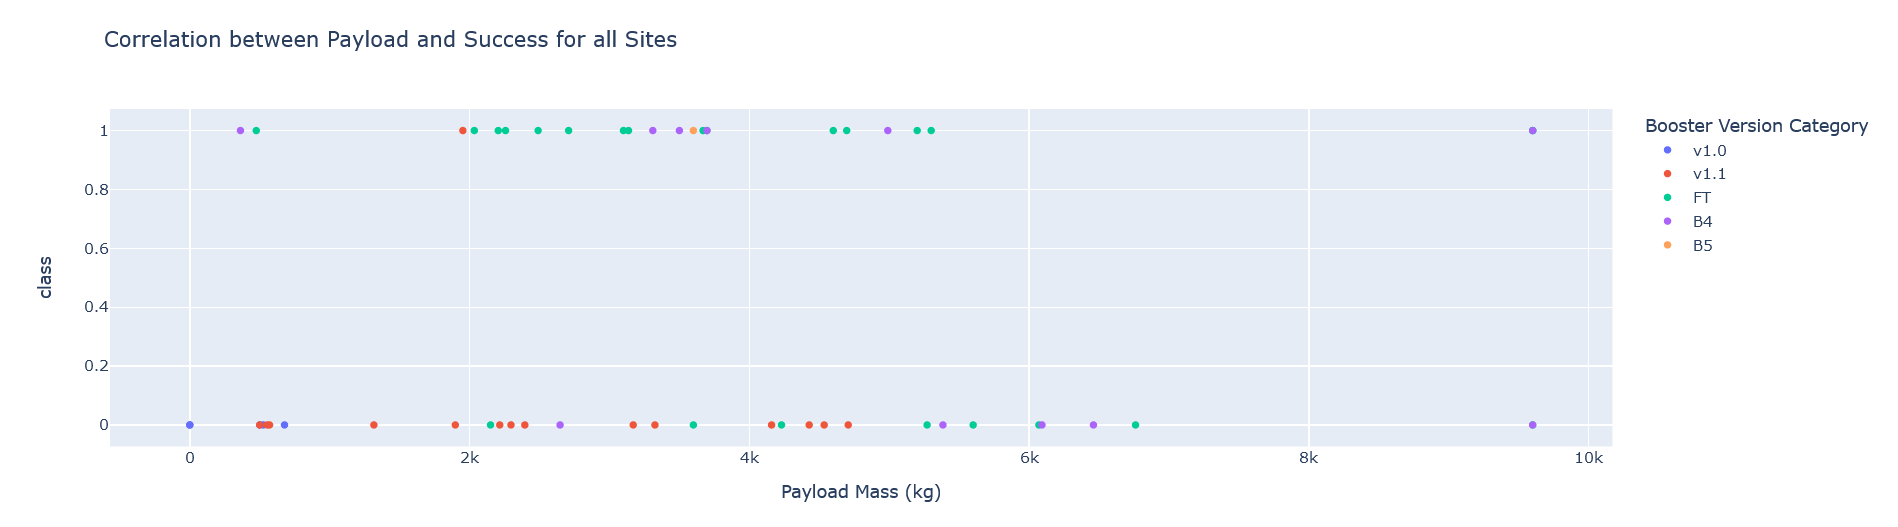 Correlation between Payload and Success for all Sites
1
0.8
0.6
0.4
0.2
0
class
0 2k 4k 6k 8k 10k
Payload Mass (kg)
Booster Version Category
v1.0
v1.1
FT
B4
B5